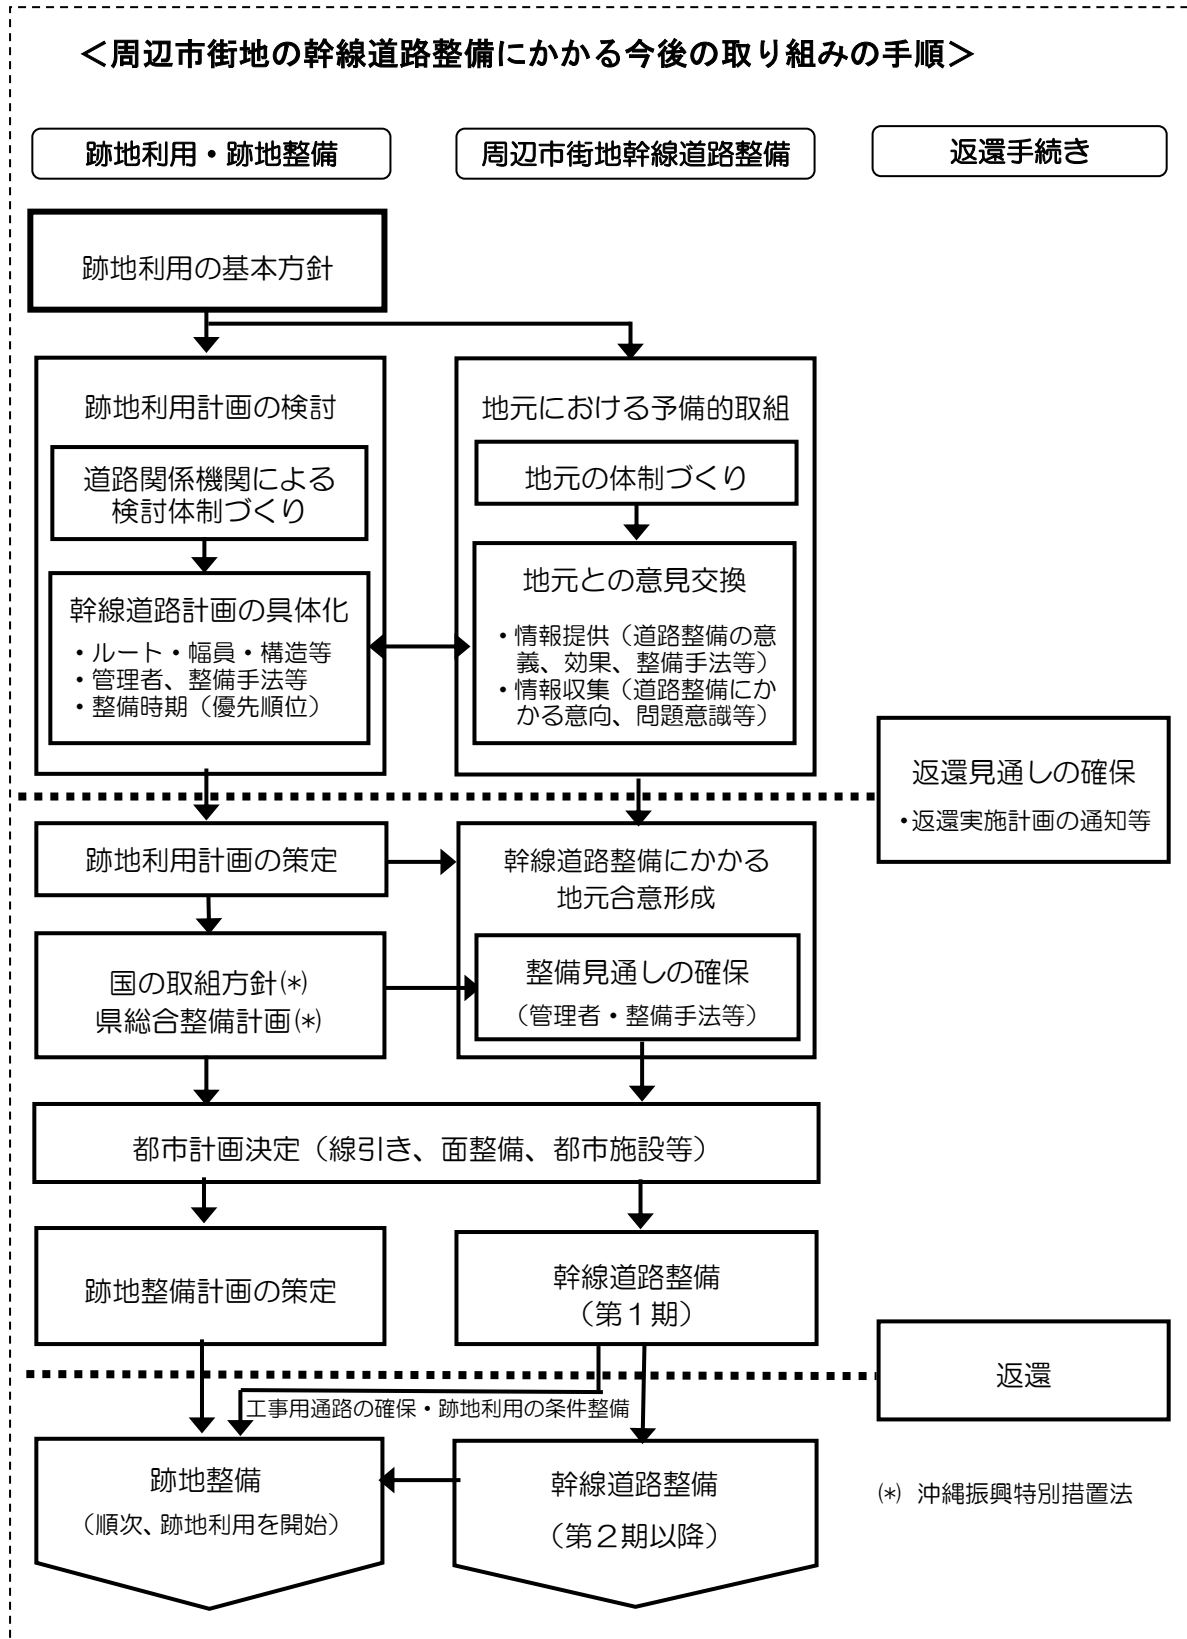 ＜周辺市街地の幹線道路整備にかかる今後の取り組みの手順＞
跡地利用・跡地整備
周辺市街地幹線道路整備
返還手続き
跡地利用の基本方針
跡地利用計画の検討
道路関係機関による
検討体制づくり
幹線道路計画の具体化
・ルート・幅員・構造等
・管理者、整備手法等
・整備時期（優先順位）
地元における予備的取組
地元の体制づくり
地元との意見交換
・情報提供（道路整備の意
義、効果、整備手法等）
・情報収集（道路整備にか
かる意向、問題意識等）
返還見通しの確保
・返還実施計画の通知等
跡地利用計画の策定
幹線道路整備にかかる
地元合意形成
国の取組方針(*)
県総合整備計画(*)
整備見通しの確保
（管理者・整備手法等）
都市計画決定（線引き、面整備、都市施設等）
跡地整備計画の策定
幹線道路整備
（第１期）
返還
工事用通路の確保・跡地利用の条件整備
跡地整備
（順次、跡地利用を開始）
幹線道路整備
（第２期以降）
(*) 沖縄振興特別措置法